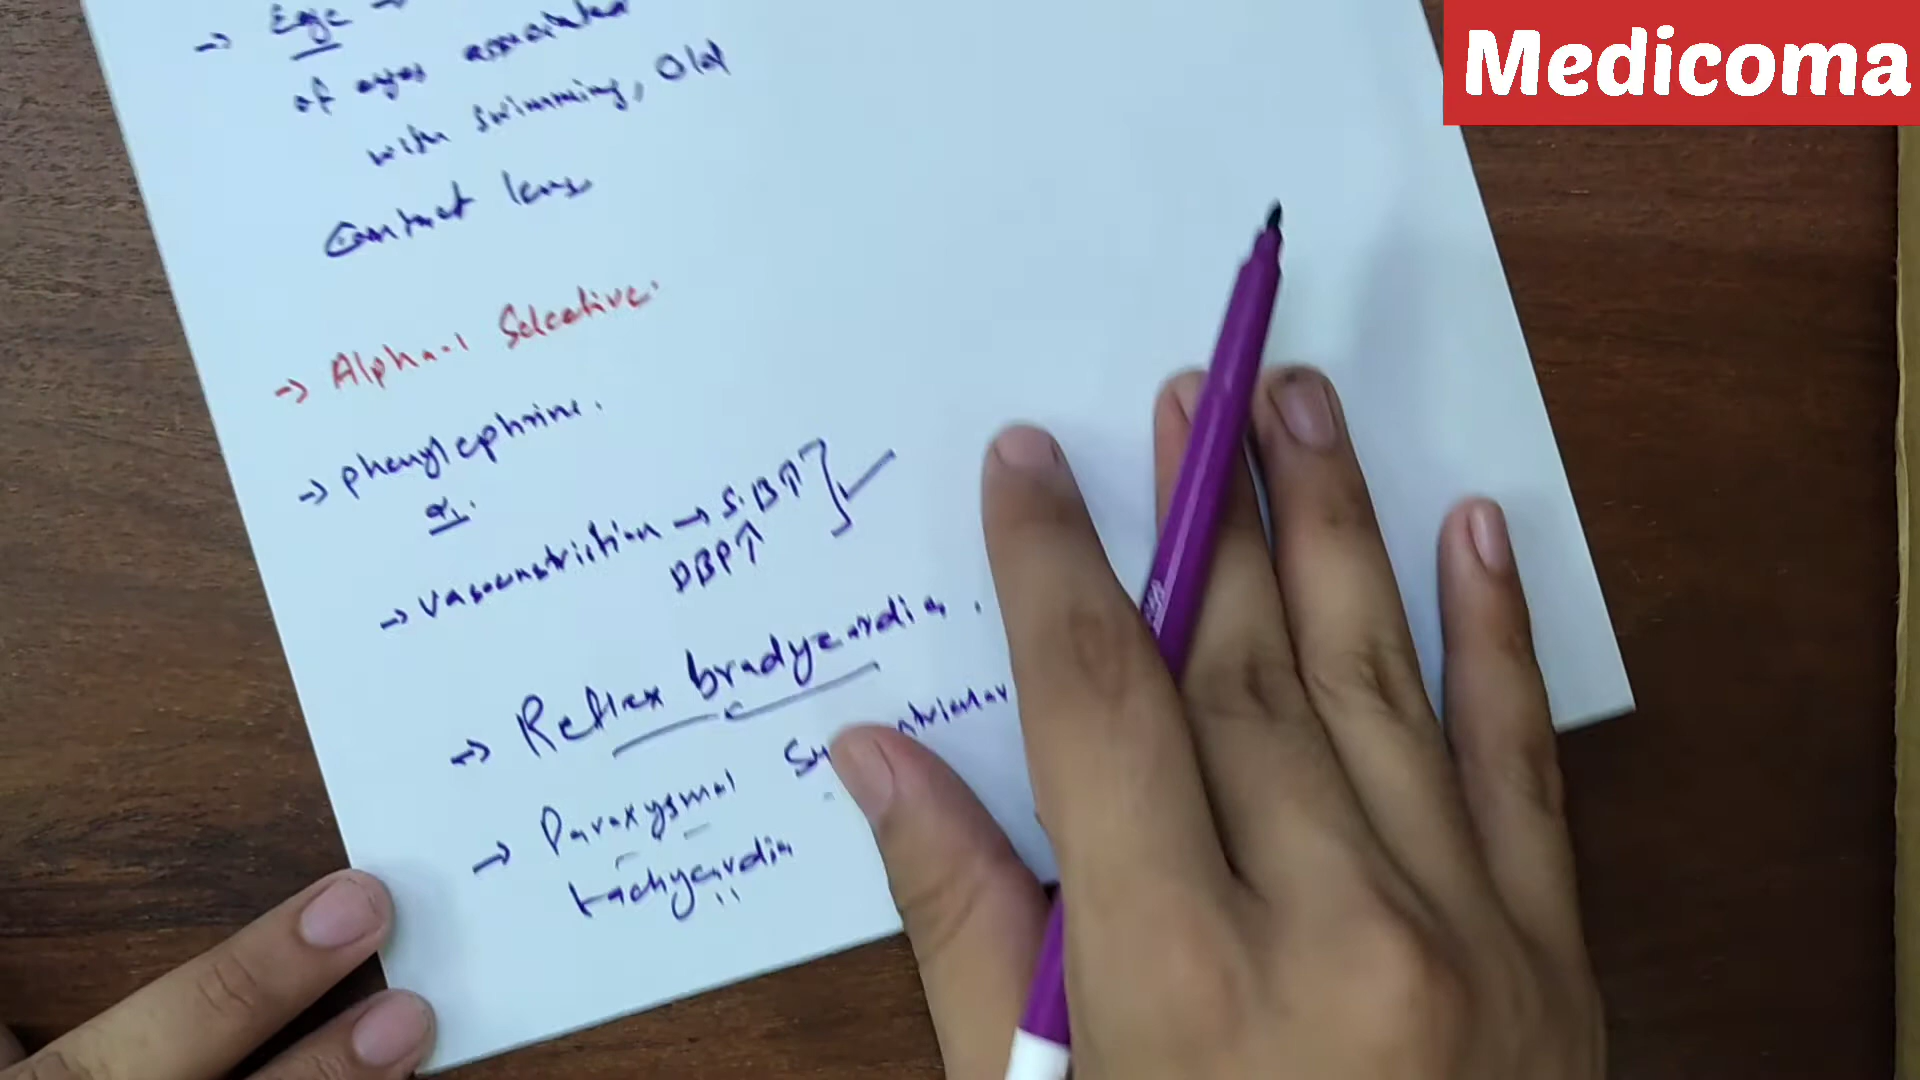 Medicoma
→ Eye →
of eyes associated
with swimming, Old
Contact lens
→ Alpha-1 Selective.
→ phenylephrine.
α1.
→ vasoconstriction → S.B↑
DBP↑
→ Reflex bradycardia.
→ Paroxysmal
tachycardia